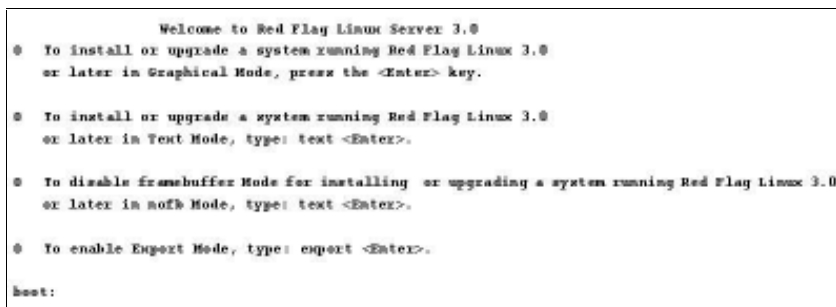 Welcome to Red Flag Linux Server 3.0
0 To install or upgrade a system running Red Flag Linux 3.0
or later in Graphical Mode, press the <Enter> key.
0 To install or upgrade a system running Red Flag Linux 3.0
or later in Text Mode, type: text <Enter>.
0 To disable framebuffer Mode for installing or upgrading a system running Red Flag Linux 3.0
or later in nofb Mode, type: text <Enter>.
0 To enable Export Mode, type: export <Enter>.
boot: